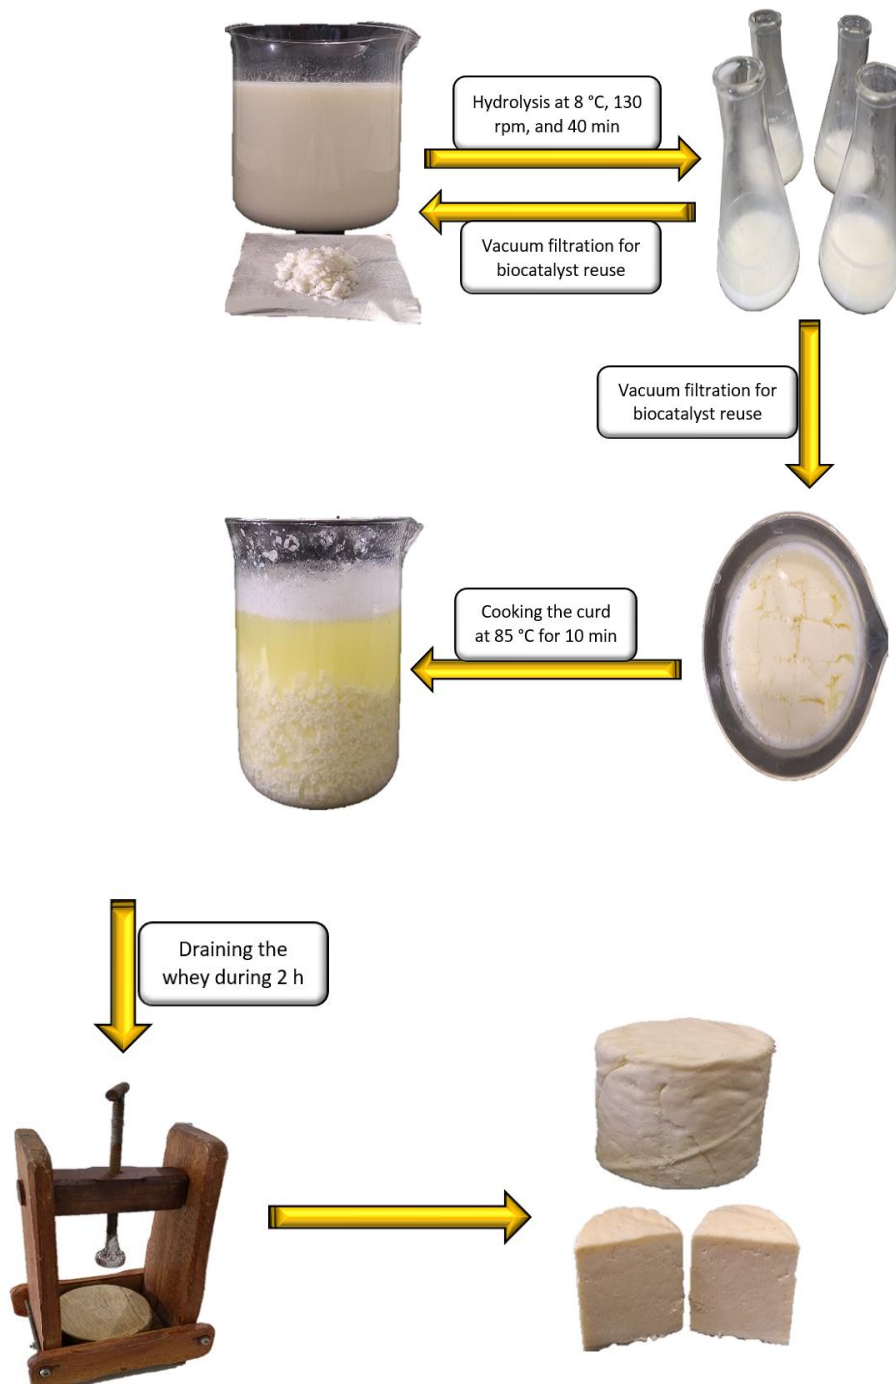 Hydrolysis at 8 °C, 130
rpm, and 40 min
Vacuum filtration for
biocatalyst reuse
Vacuum filtration for
biocatalyst reuse
Cooking the curd
at 85 °C for 10 min
Draining the
whey during 2 h